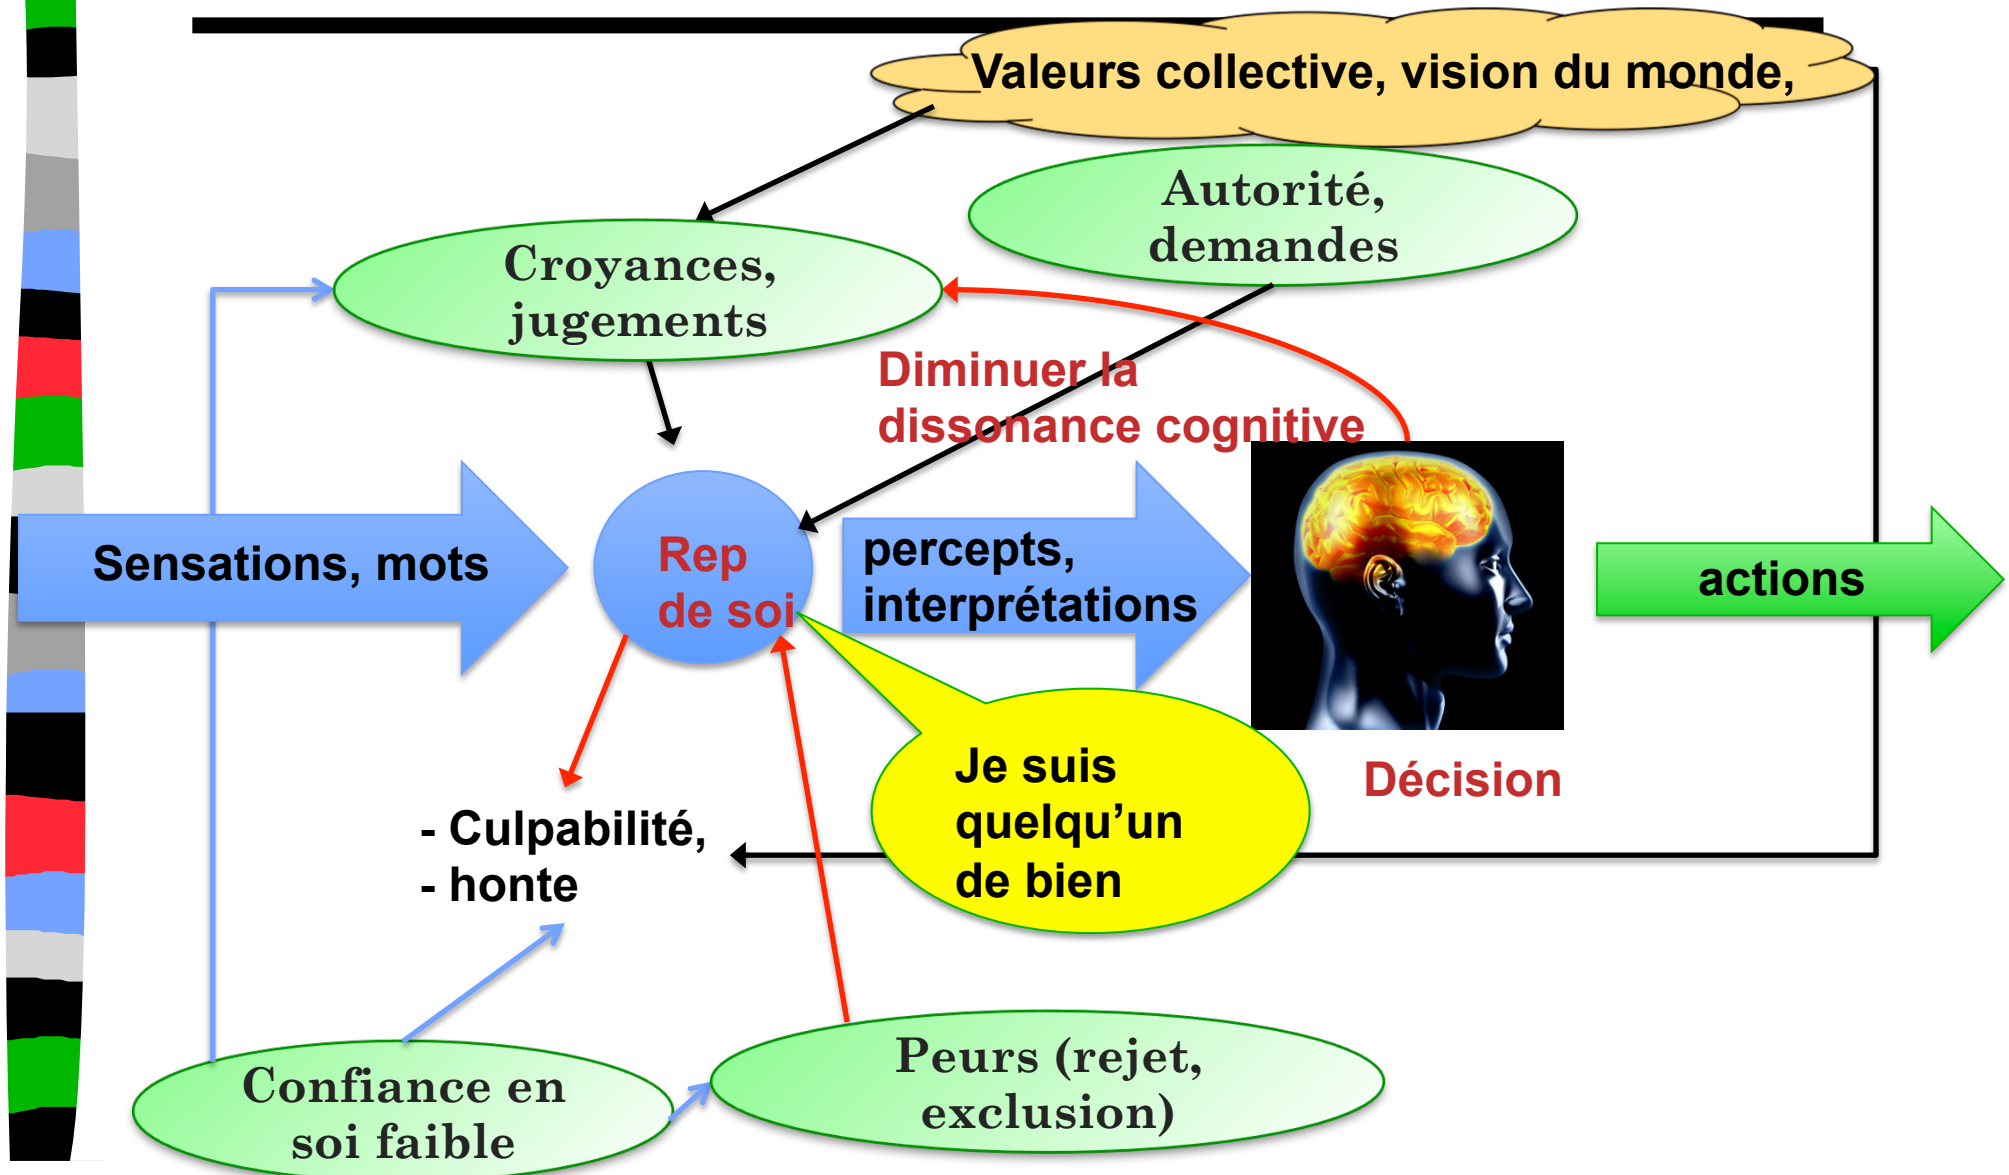 Valeurs collective, vision du monde,
Autorité,
demandes
Croyances,
jugements
Diminuer la
dissonance cognitive
Sensations, mots
Rep
de soi
percepts,
interprétations
actions
Je suis
quelqu’un
de bien
Décision
- Culpabilité,
- honte
Confiance en
soi faible
Peurs (rejet,
exclusion)